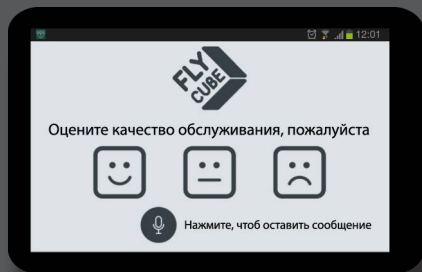 12:01
FLY
CUBE
Оцените качество обслуживания, пожалуйста
Нажмите, чтоб оставить сообщение